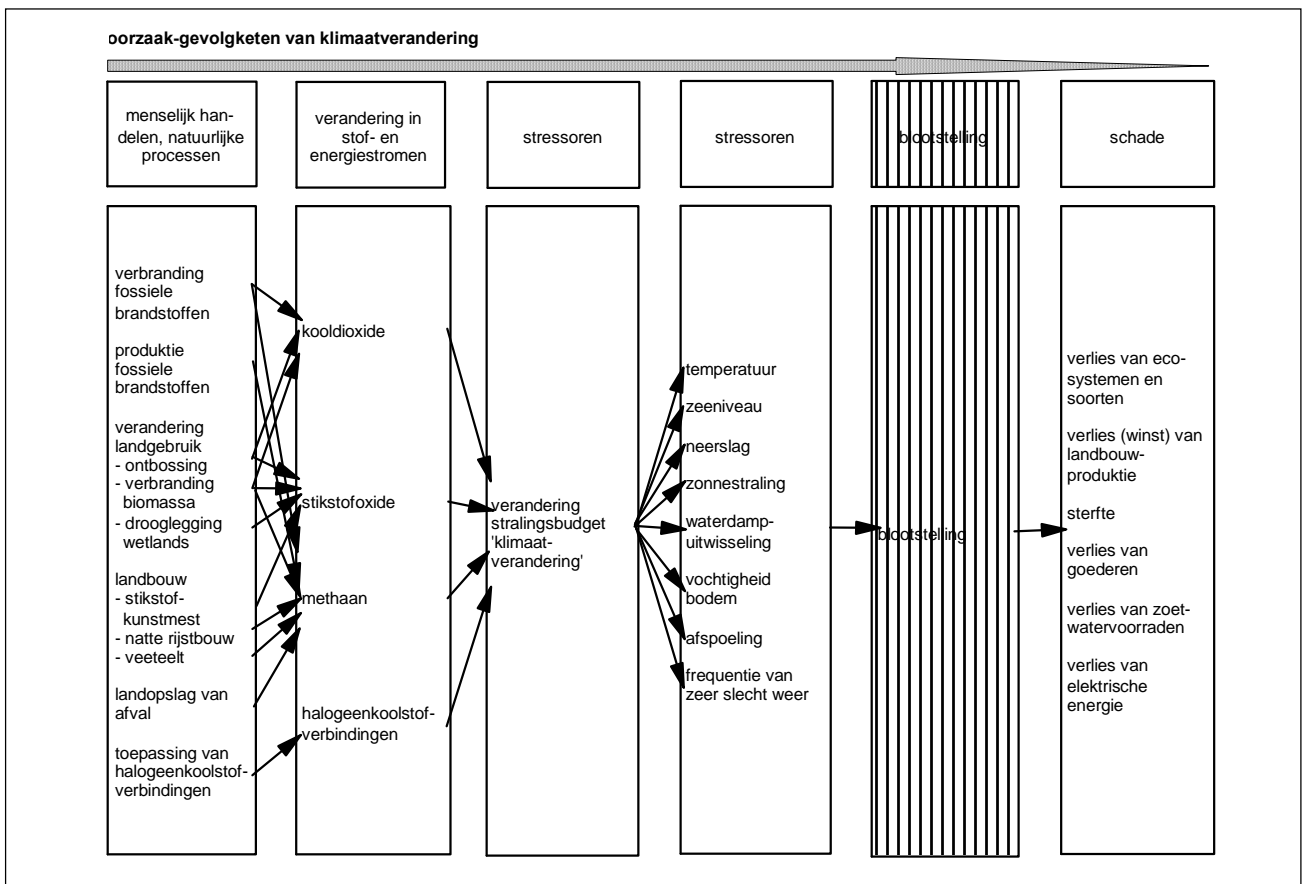 oorzaak-gevolgketen van klimaatverandering
menselijk han-
delen, natuurlijke
processen
verandering in
stof- en
energiestromen
stressoren
stressoren
blootstelling
schade
verbranding
fossiele
brandstoffen
produktie
fossiele
brandstoffen
verandering
landgebruik
- ontbossing
- verbranding
biomassa
- drooglegging
wetlands
landbouw
- stikstof-
kunstmest
- natte rijstbouw
- veeteelt
landopslag van
afval
toepassing van
halogeenkoolstof-
verbindingen
kooldioxide
stikstofoxide
methaan
halogeenkoolstof-
verbindingen
verandering
stralingsbudget
'klimaat-
verandering'
temperatuur
zeeniveau
neerslag
zonnestraling
waterdamp-
uitwisseling
vochtigheid
bodem
afspoeling
frequentie van
zeer slecht weer
blootstelling
verlies van eco-
systemen en
soorten
verlies (winst) van
landbouw-
produktie
sterfte
verlies van
goederen
verlies van zoet-
watervoorraden
verlies van
elektrische
energie